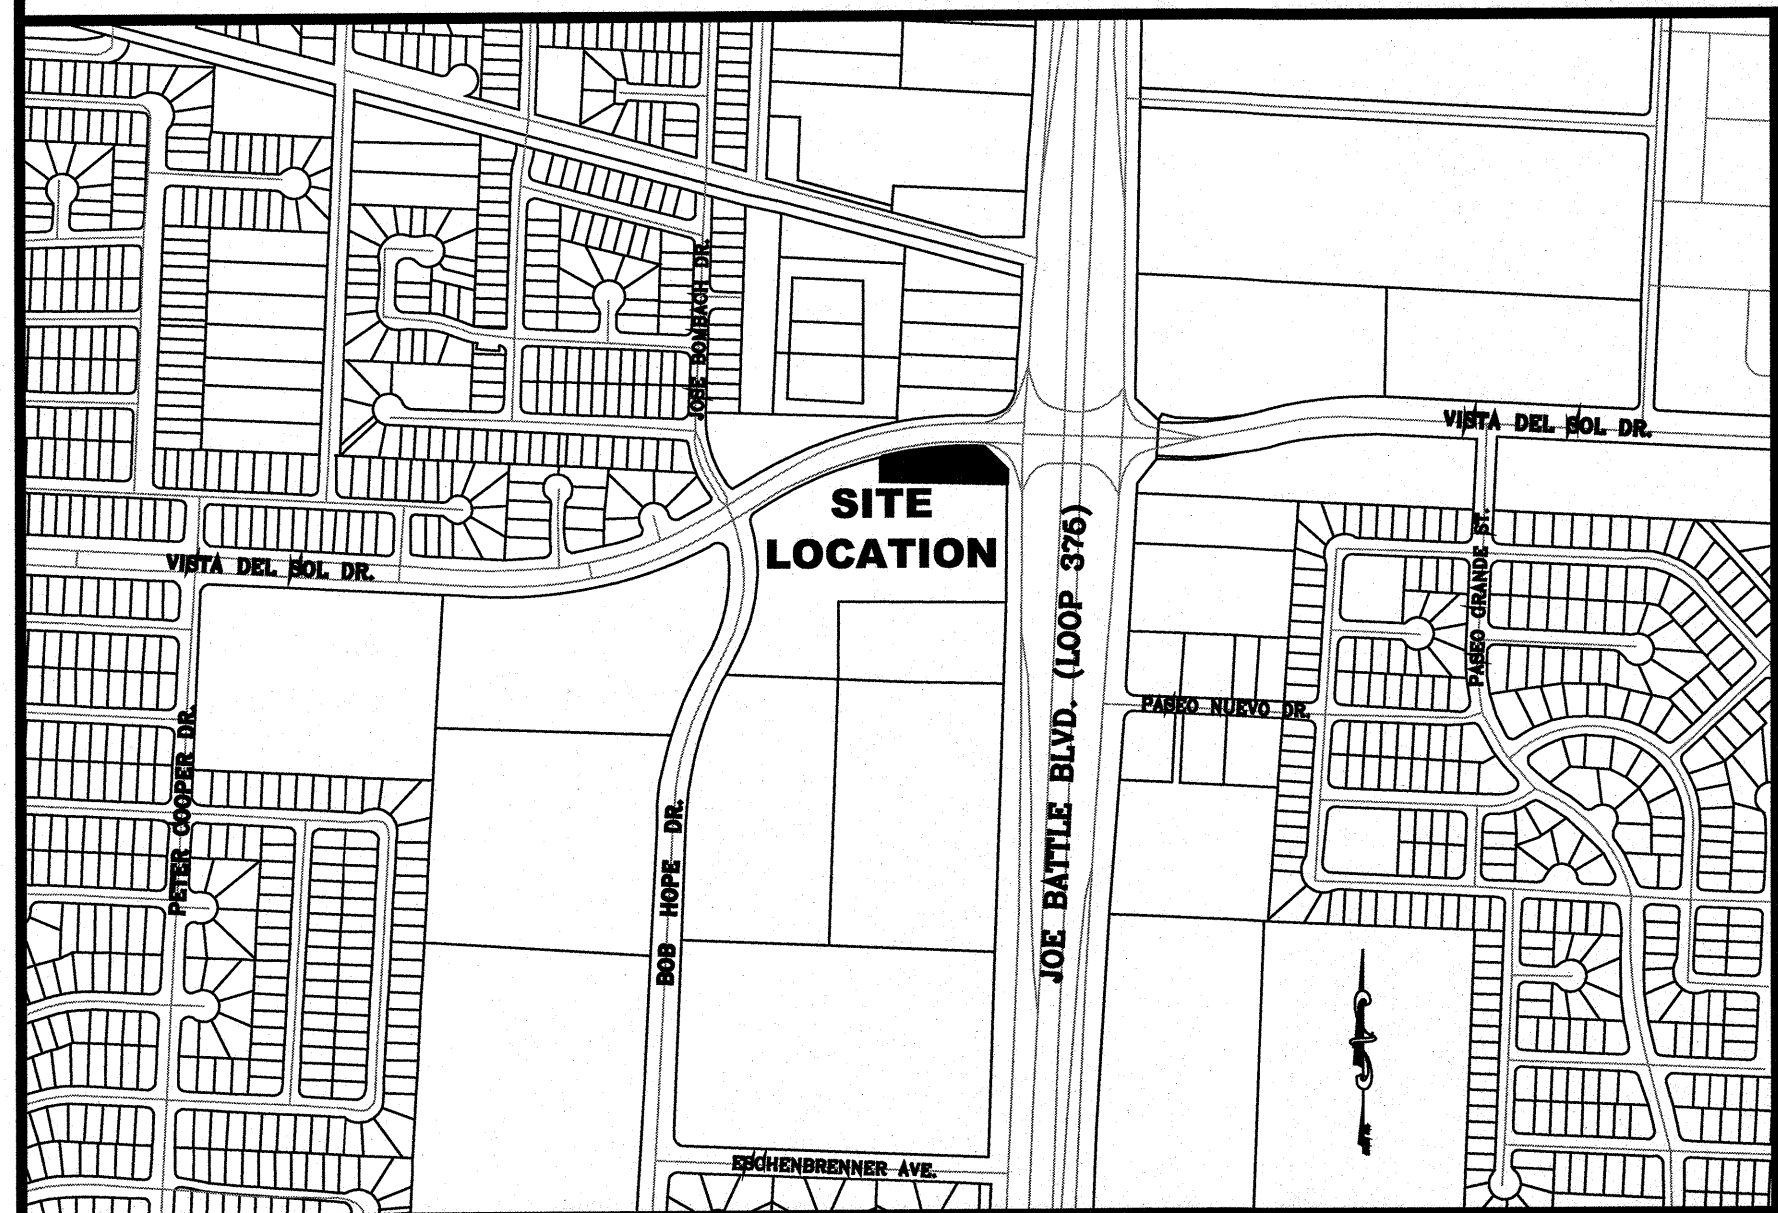 JOSE BOMBACH DR.
VISTA DEL SOL DR.
SITE
LOCATION
VISTA DEL SOL DR.
JOE BATTLE BLVD. (LOOP 375)
PASEO GRANDE ST.
PASEO NUEVO DR.
PETER COOPER DR.
BOB HOPE DR.
ESCHENBRENNER AVE.